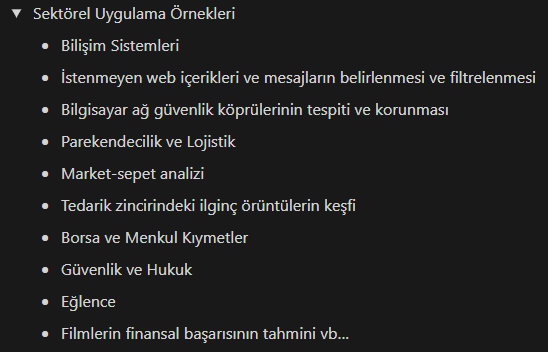 ▼ Sektörel Uygulama Örnekleri
• Bilişim Sistemleri
• İstenmeyen web içerikleri ve mesajların belirlenmesi ve filtrelenmesi
• Bilgisayar ağ güvenlik köprülerinin tespiti ve korunması
• Parekendecilik ve Lojistik
• Market-sepet analizi
• Tedarik zincirindeki ilginç örüntülerin keşfi
• Borsa ve Menkul Kıymetler
• Güvenlik ve Hukuk
• Eğlence
• Filmlerin finansal başarısının tahmini vb...